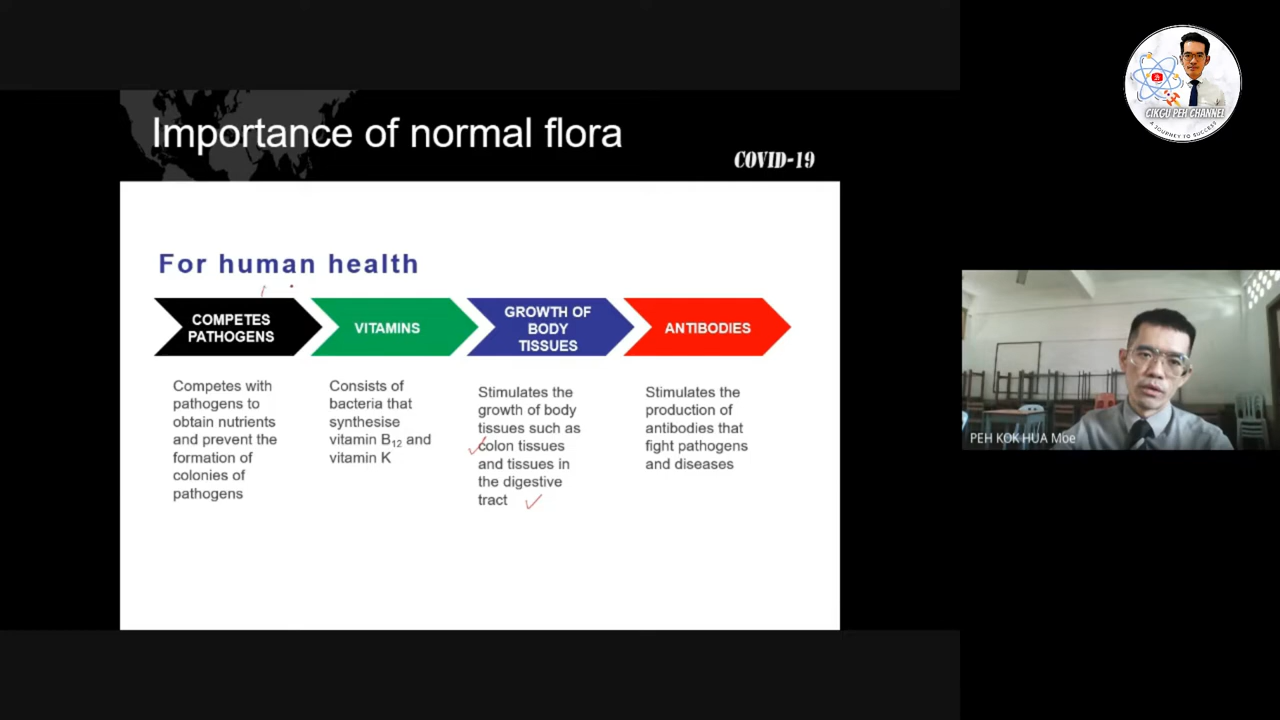 CIKGU PEH CHANNEL
A JOURNEY TO SUCCESS
Importance of normal flora
COVID-19
For human health
COMPETES
PATHOGENS
VITAMINS
GROWTH OF
BODY
TISSUES
ANTIBODIES
Competes with
pathogens to
obtain nutrients
and prevent the
formation of
colonies of
pathogens
Consists of
bacteria that
synthesise
vitamin B₁₂ and
vitamin K
Stimulates the
growth of body
tissues such as
colon tissues
and tissues in
the digestive
tract
Stimulates the
production of
antibodies that
fight pathogens
and diseases
PEH KOK HUA Moe